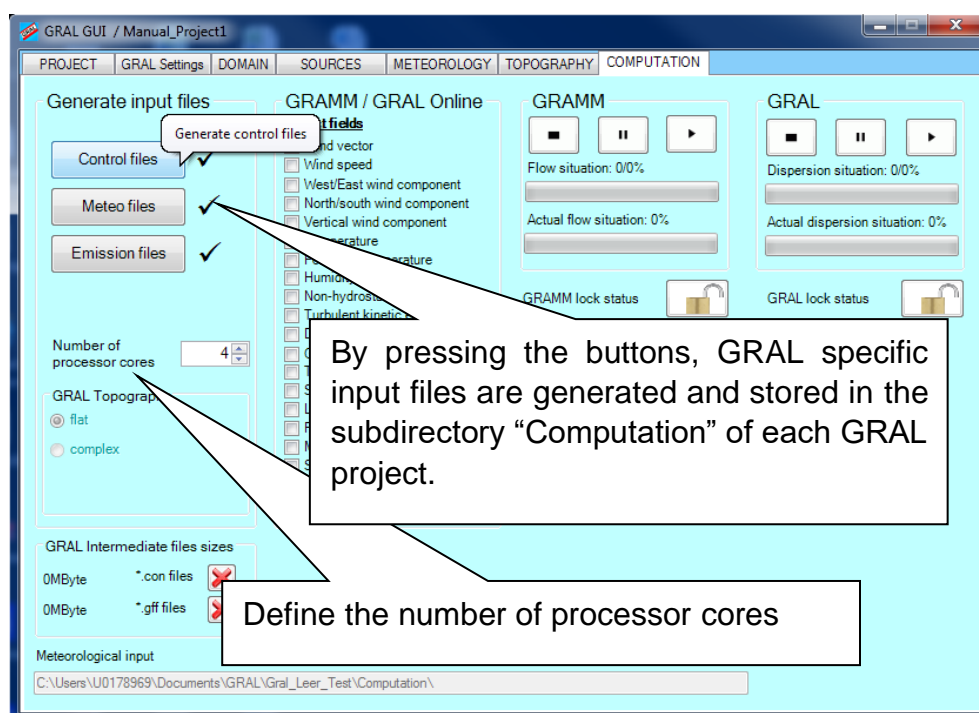 GRAL GUI / Manual_Project1
PROJECT GRAL Settings DOMAIN SOURCES METEOROLOGY TOPOGRAPHY COMPUTATION
Generate input files
Generate control files
Control files
Meteo files
Emission files
Number of
processor cores
4
GRAL
flat
complex
GRAL Intermediate files sizes
0MByte *.con files
0MByte *.gff files
Meteorological input
C:\Users\U0178969\Documents\GRAL\Gral_Leer_Test\Computation\
GRAMM / GRAL Online
vector
Wind speed
West/East wind component
North/south wind component
Vertical wind component
GRAMM
Flow situation: 0/0%
Actual flow situation: 0%
GRAMM lock status
GRAL
Dispersion situation: 0/0%
Actual dispersion situation: 0%
GRAL lock status
By pressing the buttons, GRAL specific
input files are generated and stored in the
subdirectory “Computation” of each GRAL
project.
Define the number of processor cores